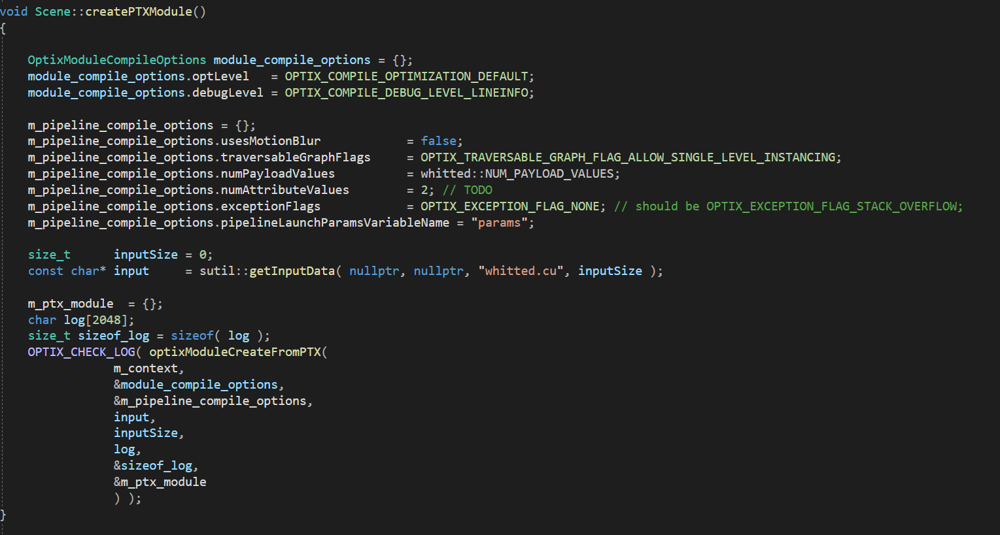 void Scene::createPTXModule()
{
    OptixModuleCompileOptions module_compile_options = {};
    module_compile_options.optLevel   = OPTIX_COMPILE_OPTIMIZATION_DEFAULT;
    module_compile_options.debugLevel = OPTIX_COMPILE_DEBUG_LEVEL_LINEINFO;
    m_pipeline_compile_options = {};
    m_pipeline_compile_options.usesMotionBlur            = false;
    m_pipeline_compile_options.traversableGraphFlags     = OPTIX_TRAVERSABLE_GRAPH_FLAG_ALLOW_SINGLE_LEVEL_INSTANCING;
    m_pipeline_compile_options.numPayloadValues          = whitted::NUM_PAYLOAD_VALUES;
    m_pipeline_compile_options.numAttributeValues        = 2; // TODO
    m_pipeline_compile_options.exceptionFlags            = OPTIX_EXCEPTION_FLAG_NONE; // should be OPTIX_EXCEPTION_FLAG_STACK_OVERFLOW;
    m_pipeline_compile_options.pipelineLaunchParamsVariableName = "params";
    size_t      inputSize = 0;
    const char* input     = sutil::getInputData( nullptr, nullptr, "whitted.cu", inputSize );
    m_ptx_module  = {};
    char log[2048];
    size_t sizeof_log = sizeof( log );
    OPTIX_CHECK_LOG( optixModuleCreateFromPTX(
                m_context,
                &module_compile_options,
                &m_pipeline_compile_options,
                input,
                inputSize,
                log,
                &sizeof_log,
                &m_ptx_module
                ) );
}